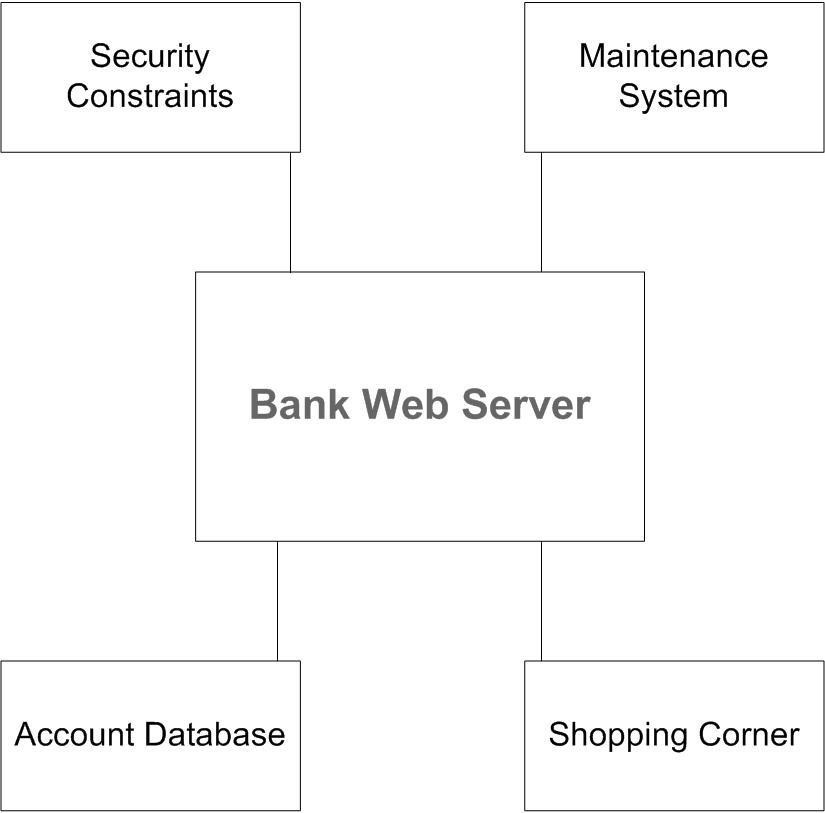 Security
Constraints
Maintenance
System
Bank Web Server
Account Database
Shopping Corner